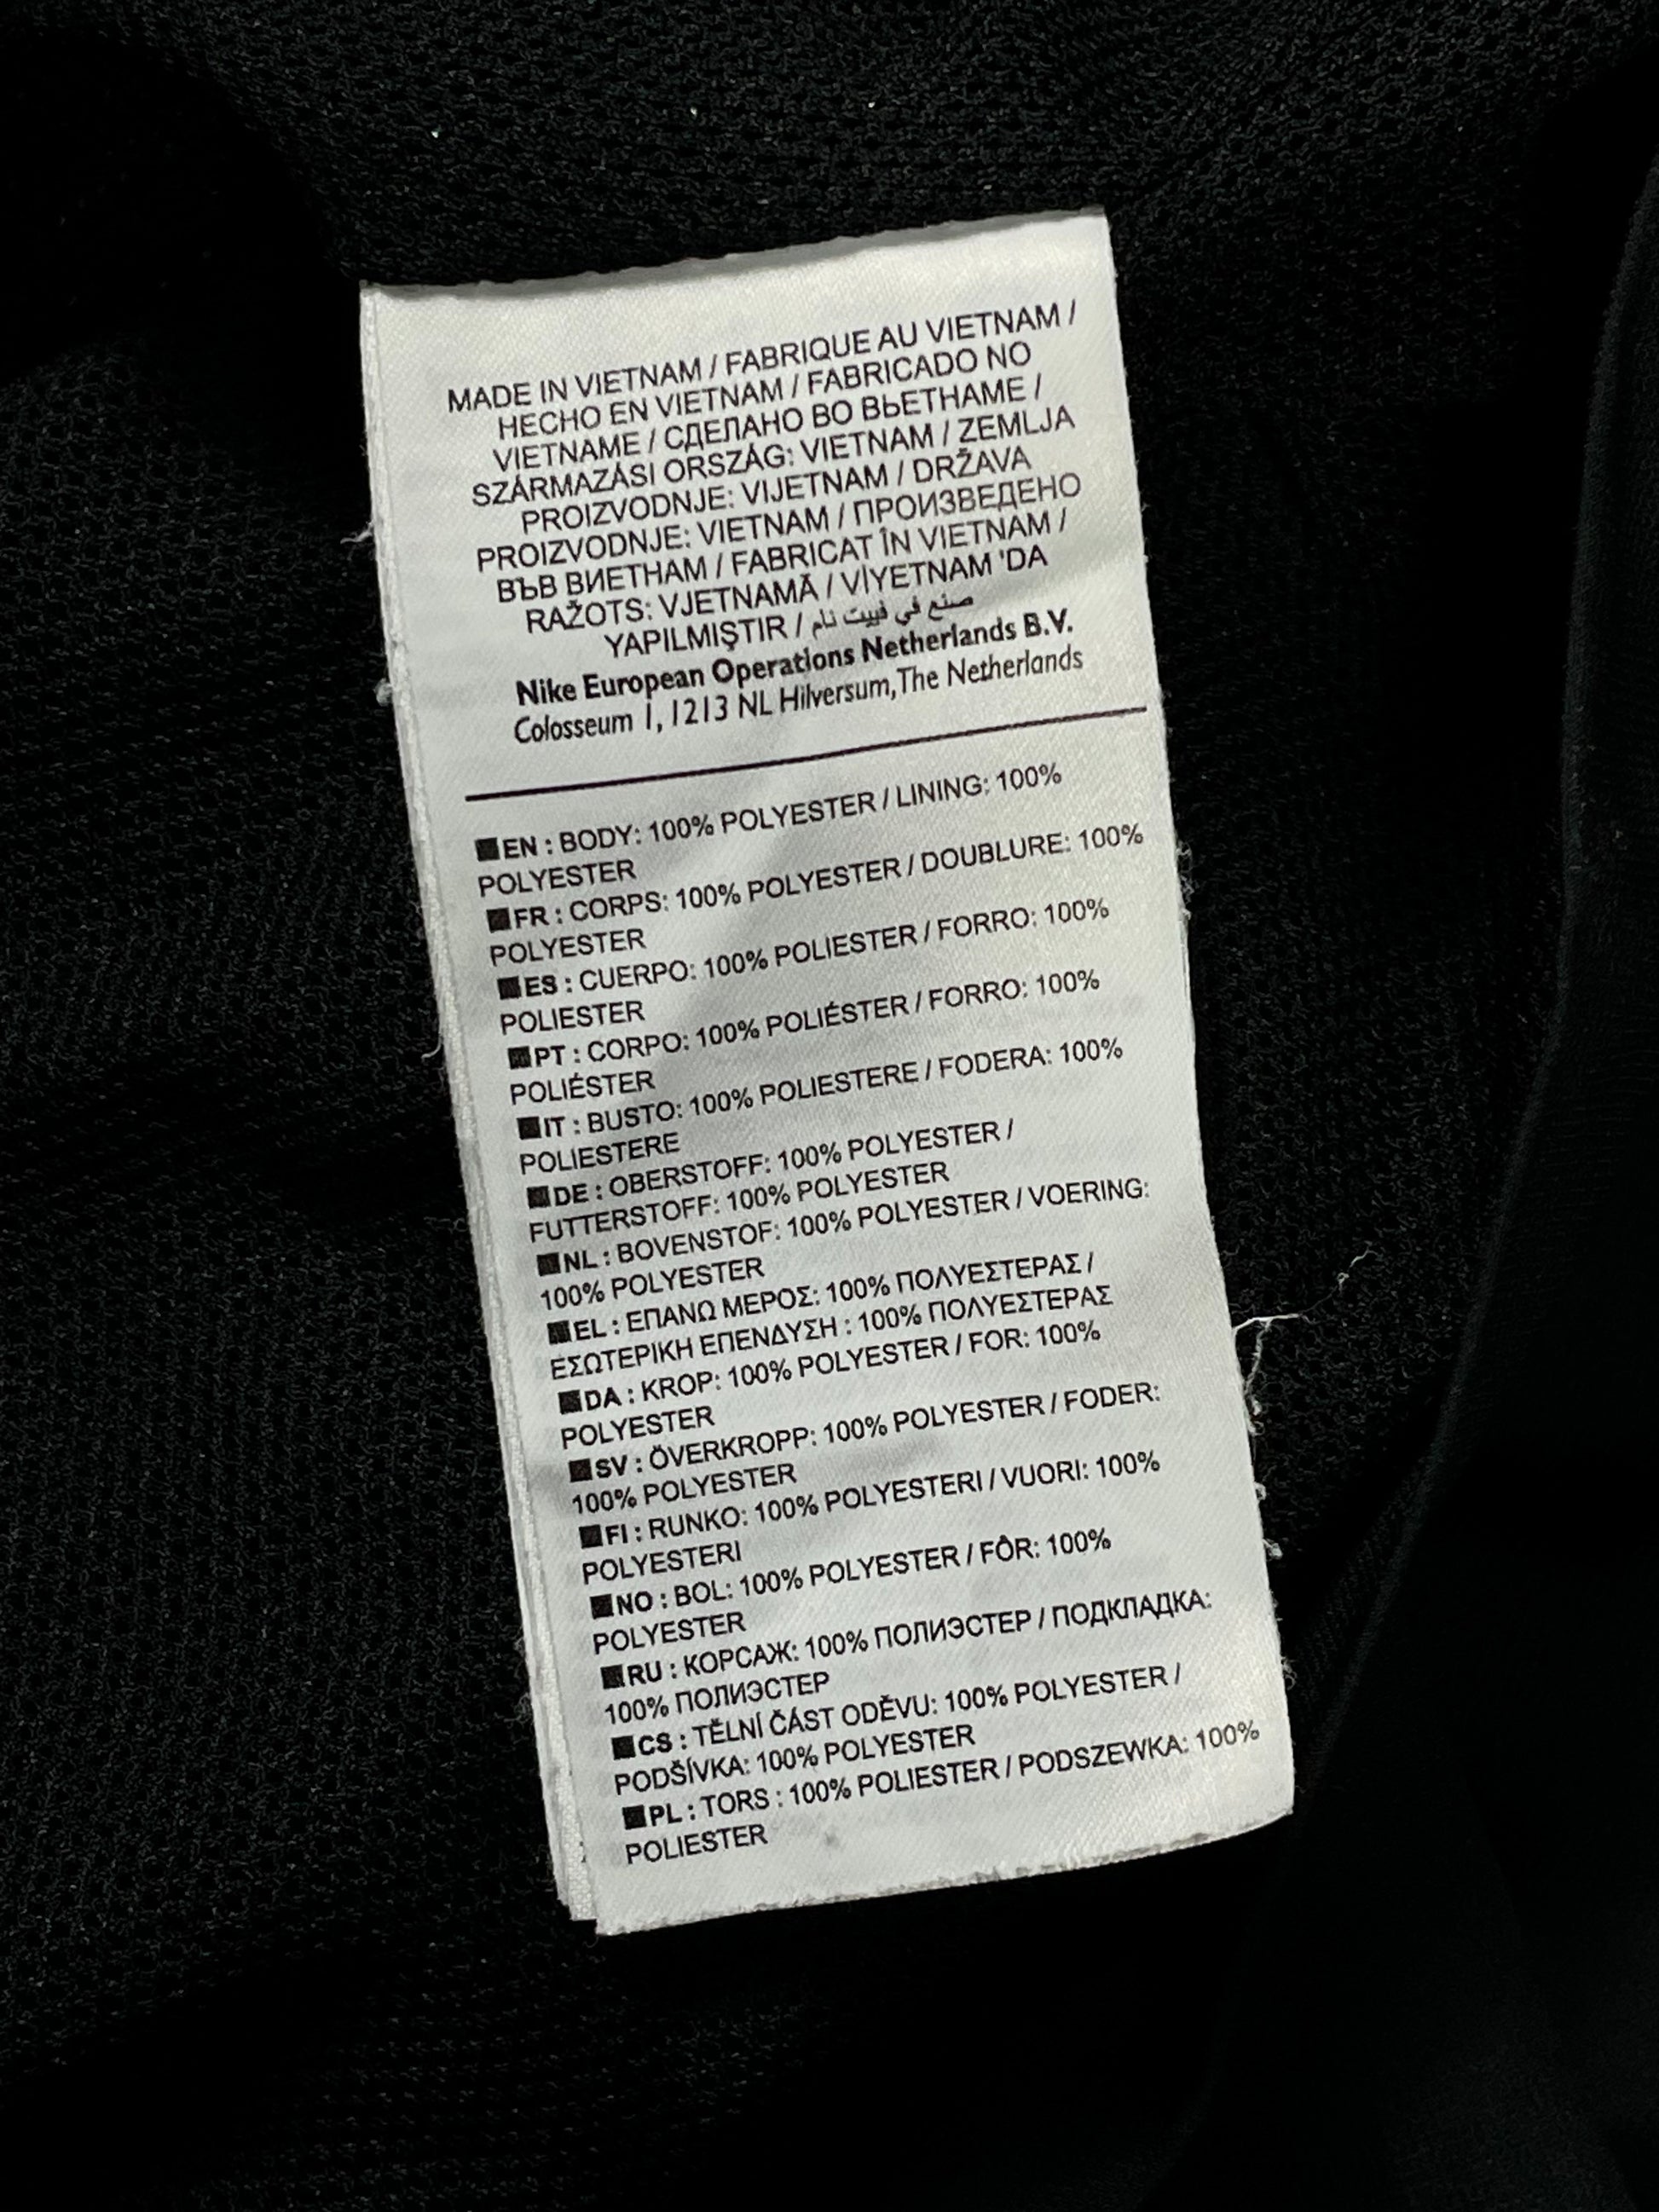 MADE IN VIETNAM / FABRIQUE AU VIETNAM /
HECHO EN VIETNAM / FABRICADO NO
VIETNAME / СДЕЛАНО ВО ВЬЕТНАМЕ /
SZÁRMAZÁSI ORSZÁG: VIETNAM / ZEMLJA
PROIZVODNJE: VIJETNAM / DRŽAVA
PROIZVODNJE: VIETNAM / ПРОИЗВЕДЕНО
ВЪВ ВИЕТНАМ / FABRICAT ÎN VIETNAM /
RAŽOTS: VJETNAMĀ / VİYETNAM 'DA
YAPILMIŞTIR / صنع في فييت نام
Nike European Operations Netherlands B.V.
Colosseum 1, 1213 NL Hilversum, The Netherlands
■EN : BODY: 100% POLYESTER / LINING: 100%
POLYESTER
■FR : CORPS: 100% POLYESTER / DOUBLURE: 100%
POLYESTER
■ES : CUERPO: 100% POLIESTER / FORRO: 100%
POLIESTER
■PT : CORPO: 100% POLIÉSTER / FORRO: 100%
POLIÉSTER
■IT : BUSTO: 100% POLIESTERE / FODERA: 100%
POLIESTERE
■DE : OBERSTOFF: 100% POLYESTER /
FUTTERSTOFF: 100% POLYESTER
■NL : BOVENSTOF: 100% POLYESTER / VOERING:
100% POLYESTER
■EL : ΕΠΑΝΩ ΜΕΡΟΣ: 100% ΠΟΛΥΕΣΤΕΡΑΣ /
ΕΣΩΤΕΡΙΚΗ ΕΠΕΝΔΥΣΗ : 100% ΠΟΛΥΕΣΤΕΡΑΣ
■DA : KROP: 100% POLYESTER / FOR: 100%
POLYESTER
■SV : ÖVERKROPP: 100% POLYESTER / FODER:
100% POLYESTER
■FI : RUNKO: 100% POLYESTERI / VUORI: 100%
POLYESTERI
■NO : BOL: 100% POLYESTER / FÔR: 100%
POLYESTER
■RU : КОРСАЖ: 100% ПОЛИЭСТЕР / ПОДКЛАДКА:
100% ПОЛИЭСТЕР
■CS : TĚLNÍ ČÁST ODĚVU: 100% POLYESTER /
PODŠÍVKA: 100% POLYESTER
■PL : TORS : 100% POLIESTER / PODSZEWKA: 100%
POLIESTER